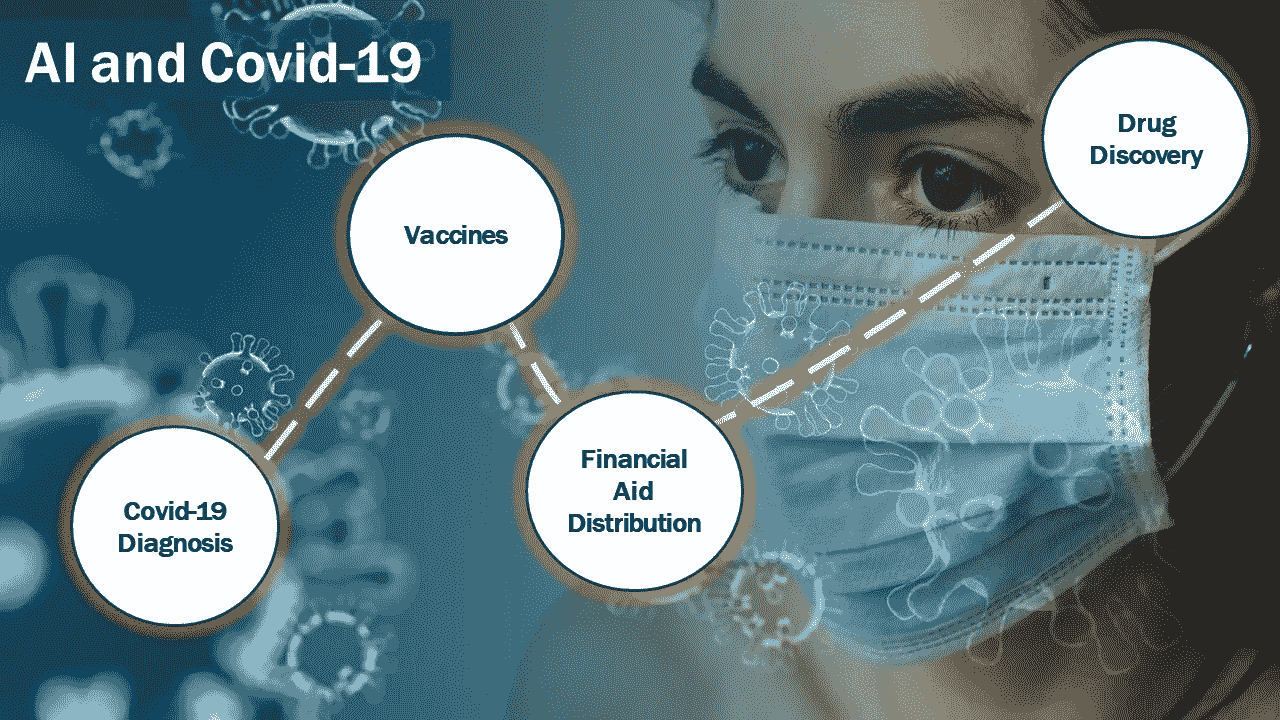 AI and Covid-19
Vaccines
Drug
Discovery
Covid-19
Diagnosis
Financial
Aid
Distribution